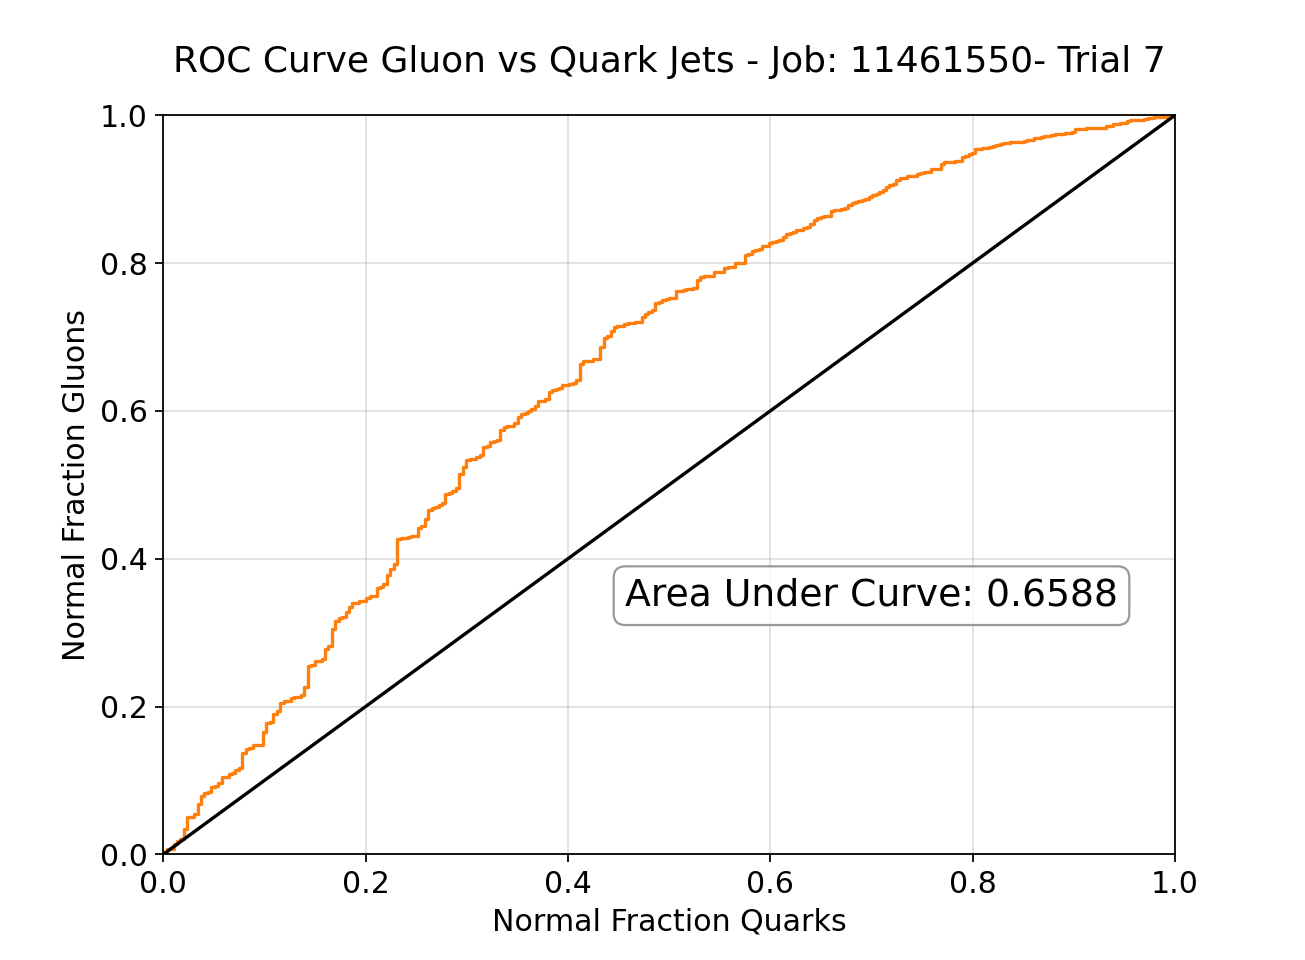 ROC Curve Gluon vs Quark Jets - Job: 11461550- Trial 7
1.0
0.8
0.6
0.4
0.2
0.0
Normal Fraction Gluons
Area Under Curve: 0.6588
0.0 0.2 0.4 0.6 0.8 1.0
Normal Fraction Quarks